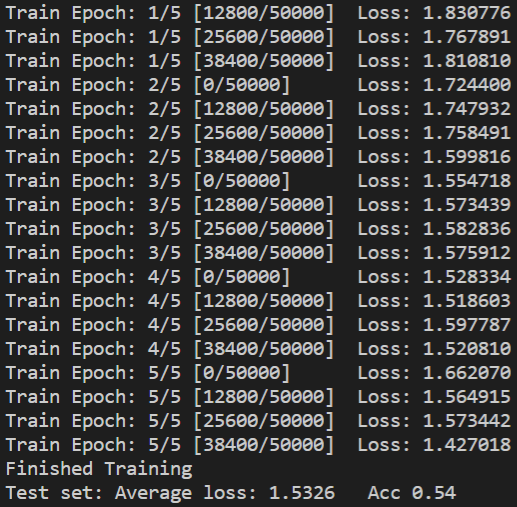 Train Epoch: 1/5 [12800/50000]  Loss: 1.830776
Train Epoch: 1/5 [25600/50000]  Loss: 1.767891
Train Epoch: 1/5 [38400/50000]  Loss: 1.810810
Train Epoch: 2/5 [0/50000]      Loss: 1.724400
Train Epoch: 2/5 [12800/50000]  Loss: 1.747932
Train Epoch: 2/5 [25600/50000]  Loss: 1.758491
Train Epoch: 2/5 [38400/50000]  Loss: 1.599816
Train Epoch: 3/5 [0/50000]      Loss: 1.554718
Train Epoch: 3/5 [12800/50000]  Loss: 1.573439
Train Epoch: 3/5 [25600/50000]  Loss: 1.582836
Train Epoch: 3/5 [38400/50000]  Loss: 1.575912
Train Epoch: 4/5 [0/50000]      Loss: 1.528334
Train Epoch: 4/5 [12800/50000]  Loss: 1.518603
Train Epoch: 4/5 [25600/50000]  Loss: 1.597787
Train Epoch: 4/5 [38400/50000]  Loss: 1.520810
Train Epoch: 5/5 [0/50000]      Loss: 1.662070
Train Epoch: 5/5 [12800/50000]  Loss: 1.564915
Train Epoch: 5/5 [25600/50000]  Loss: 1.573442
Train Epoch: 5/5 [38400/50000]  Loss: 1.427018
Finished Training
Test set: Average loss: 1.5326   Acc 0.54